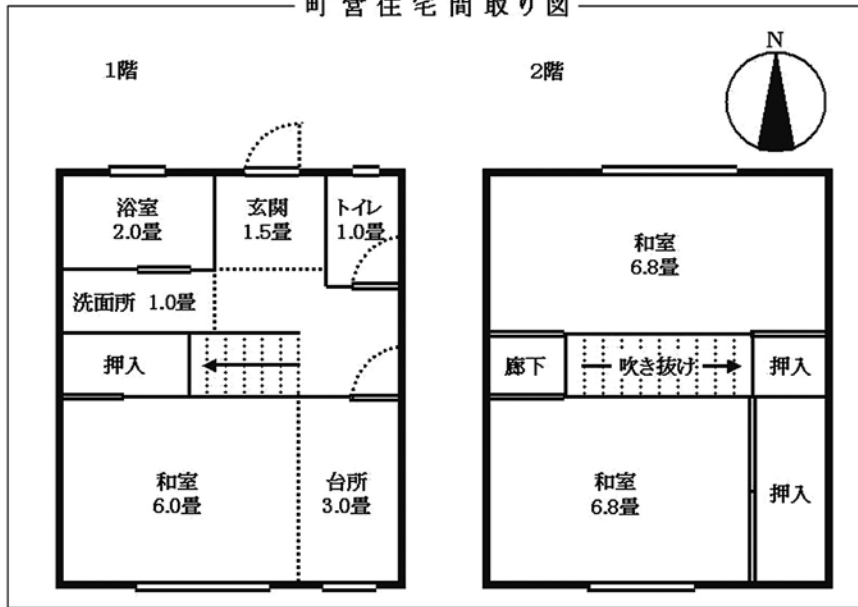 町営住宅間取り図
1階
2階
N
浴室
2.0畳
玄関
1.5畳
トイレ
1.0畳
洗面所 1.0畳
押入
和室
6.0畳
台所
3.0畳
和室
6.8畳
廊下
吹き抜け
押入
和室
6.8畳
押入